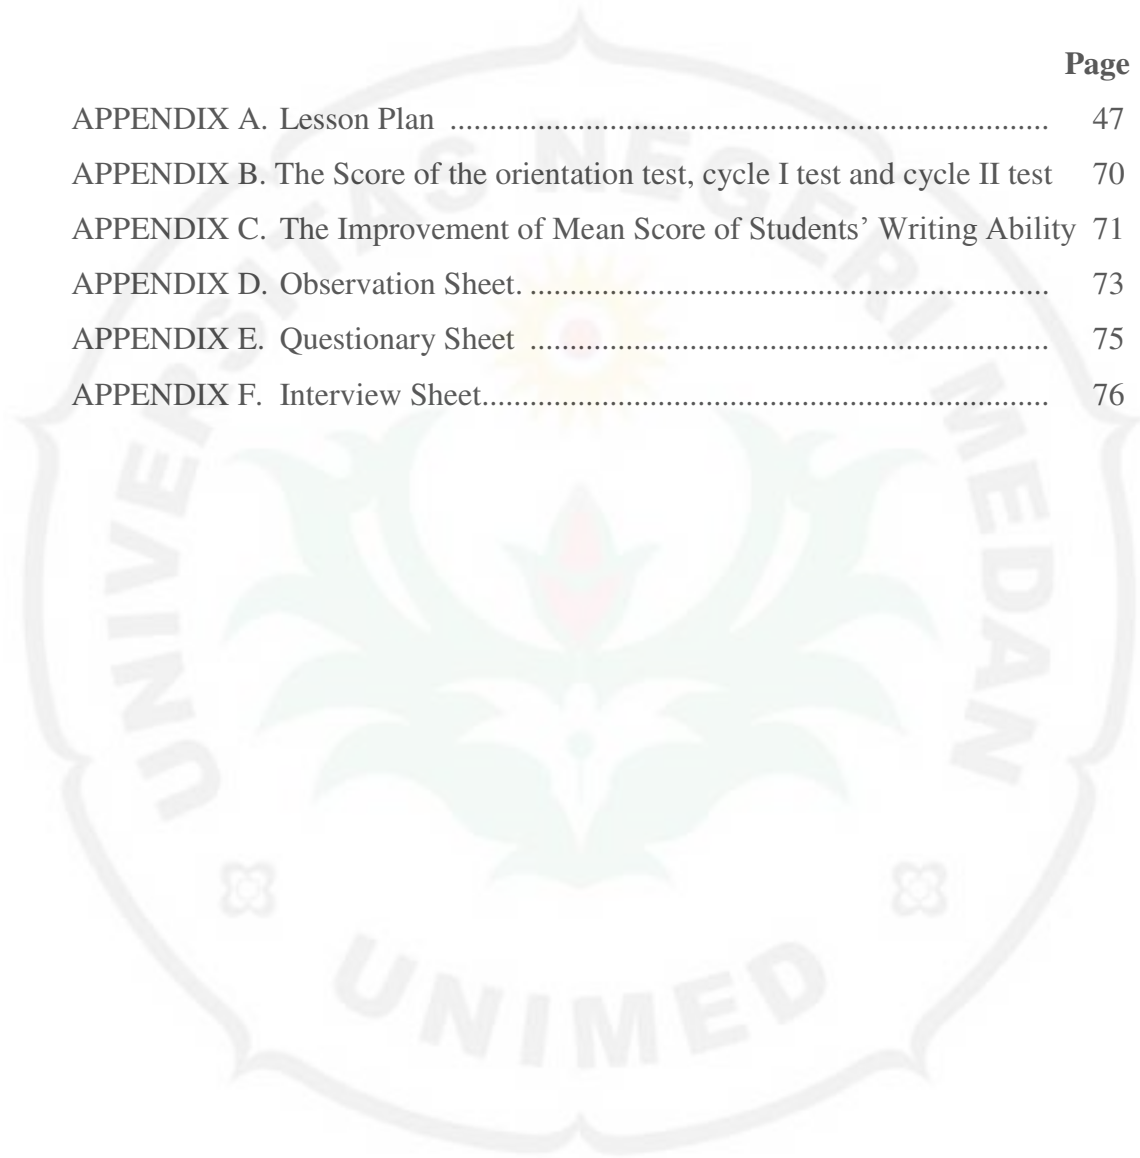 Page
APPENDIX A. Lesson Plan ........................................................................... 47
APPENDIX B. The Score of the orientation test, cycle I test and cycle II test 70
APPENDIX C. The Improvement of Mean Score of Students’ Writing Ability 71
APPENDIX D. Observation Sheet. ................................................................. 73
APPENDIX E. Questionary Sheet ................................................................. 75
APPENDIX F. Interview Sheet....................................................................... 76
UNIVERSITAS NEGERI MEDAN
UNIMED